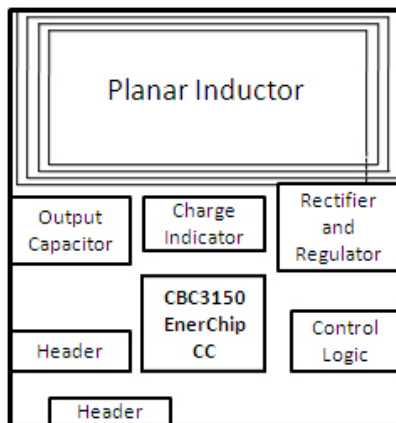 Planar Inductor
Output
Capacitor
Charge
Indicator
Rectifier
and
Regulator
CBC3150
EnerChip
CC
Header
Control
Logic
Header